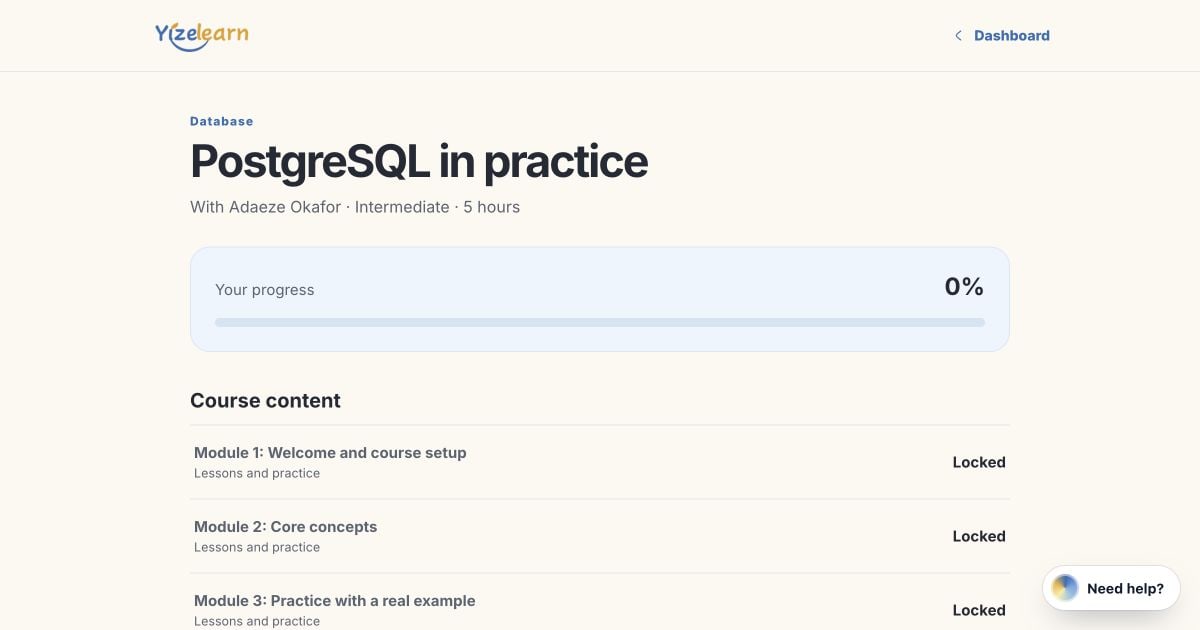 Yizelearn
Dashboard
Database
PostgreSQL in practice
With Adaeze Okafor · Intermediate · 5 hours
Your progress
0%
Course content
Module 1: Welcome and course setup
Lessons and practice
Locked
Module 2: Core concepts
Lessons and practice
Locked
Module 3: Practice with a real example
Lessons and practice
Locked
Need help?